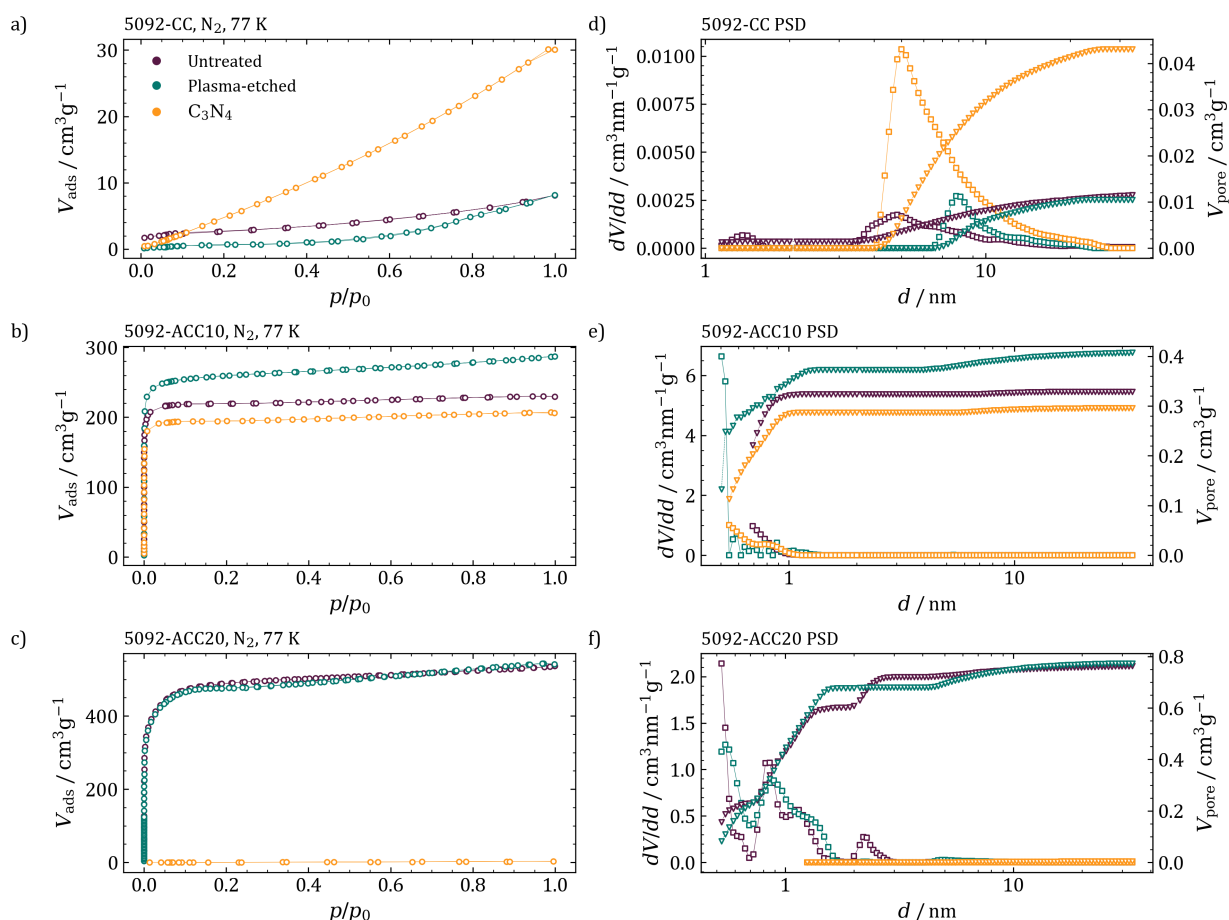 a) 5092-CC, N₂, 77 K
Untreated
Plasma-etched
C₃N₄
V_ads / cm³g⁻¹
30
20
10
0
0.0 0.2 0.4 0.6 0.8 1.0
p/p₀
d) 5092-CC PSD
dV/dd / cm³nm⁻¹g⁻¹
0.0100
0.0075
0.0050
0.0025
0.0000
0.04
0.03
0.02
0.01
0.00
V_pore / cm³g⁻¹
1 10
d / nm
b) 5092-ACC10, N₂, 77 K
V_ads / cm³g⁻¹
300
200
100
0
0.0 0.2 0.4 0.6 0.8 1.0
p/p₀
e) 5092-ACC10 PSD
dV/dd / cm³nm⁻¹g⁻¹
6
4
2
0
0.4
0.3
0.2
0.1
0.0
V_pore / cm³g⁻¹
1 10
d / nm
c) 5092-ACC20, N₂, 77 K
V_ads / cm³g⁻¹
400
200
0
0.0 0.2 0.4 0.6 0.8 1.0
p/p₀
f) 5092-ACC20 PSD
dV/dd / cm³nm⁻¹g⁻¹
2.0
1.5
1.0
0.5
0.0
0.8
0.6
0.4
0.2
0.0
V_pore / cm³g⁻¹
1 10
d / nm